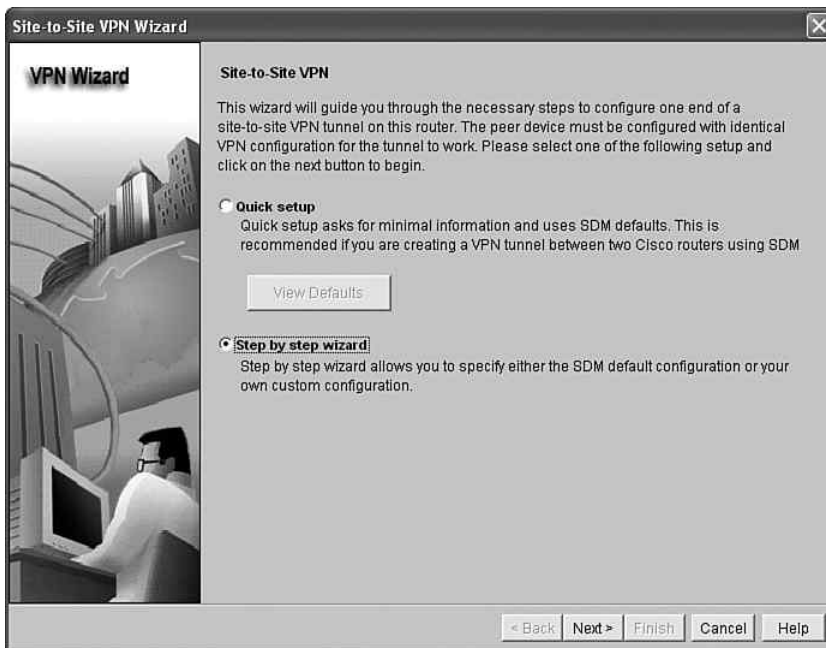 Site-to-Site VPN Wizard
VPN Wizard
Site-to-Site VPN
This wizard will guide you through the necessary steps to configure one end of a
site-to-site VPN tunnel on this router. The peer device must be configured with identical
VPN configuration for the tunnel to work. Please select one of the following setup and
click on the next button to begin.
Quick setup
Quick setup asks for minimal information and uses SDM defaults. This is
recommended if you are creating a VPN tunnel between two Cisco routers using SDM
View Defaults
Step by step wizard
Step by step wizard allows you to specify either the SDM default configuration or your
own custom configuration.
< Back
Next >
Finish
Cancel
Help